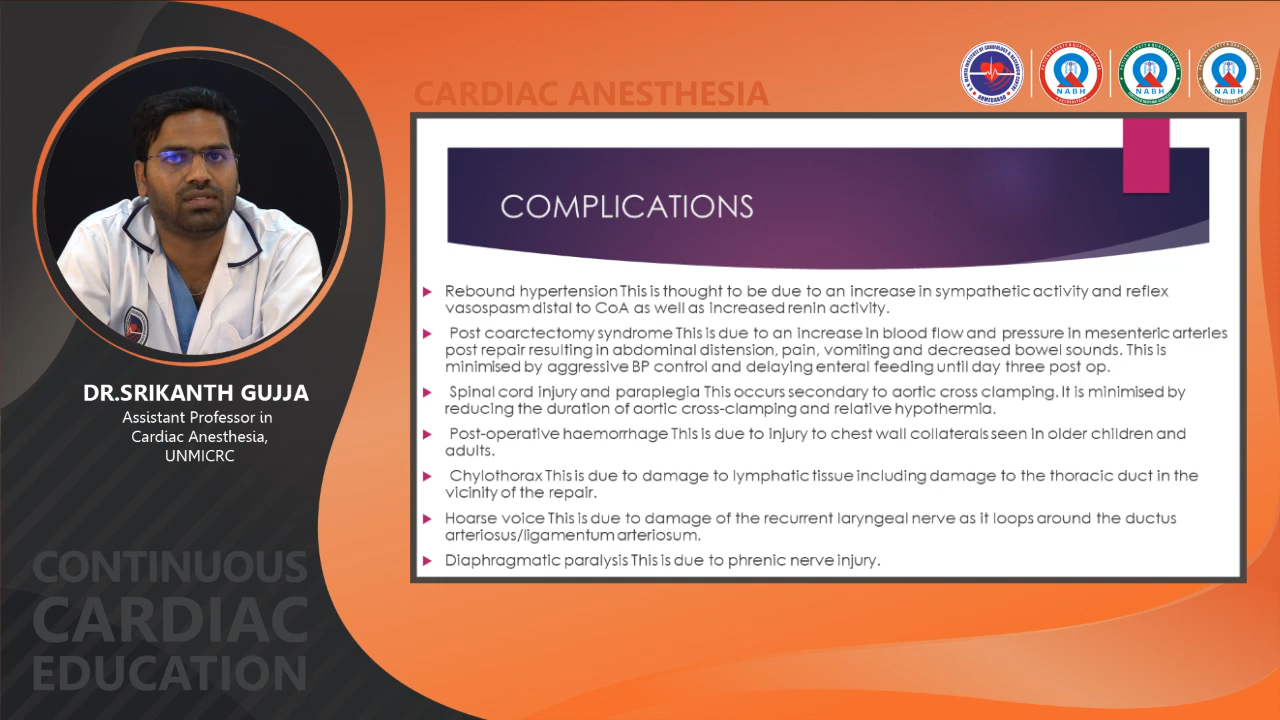 CARDIAC ANESTHESIA
NABH
NABH
NABH
COMPLICATIONS
Rebound hypertension This is thought to be due to an increase in sympathetic activity and reflex
vasospasm distal to CoA as well as increased renin activity.
Post coarctectomy syndrome This is due to an increase in blood flow and pressure in mesenteric arteries
post repair resulting in abdominal distension, pain, vomiting and decreased bowel sounds. This is
minimised by aggressive BP control and delaying enteral feeding until day three post op.
Spinal cord injury and paraplegia This occurs secondary to aortic cross clamping. It is minimised by
reducing the duration of aortic cross-clamping and relative hypothermia.
Post-operative haemorrhage This is due to injury to chest wall collaterals seen in older children and
adults.
Chylothorax This is due to damage to lymphatic tissue including damage to the thoracic duct in the
vicinity of the repair.
Hoarse voice This is due to damage of the recurrent laryngeal nerve as it loops around the ductus
arteriosus/ligamentum arteriosum.
Diaphragmatic paralysis This is due to phrenic nerve injury.
DR.SRIKANTH GUJJA
Assistant Professor in
Cardiac Anesthesia,
UNMICRC
CONTINUOUS
CARDIAC
EDUCATION